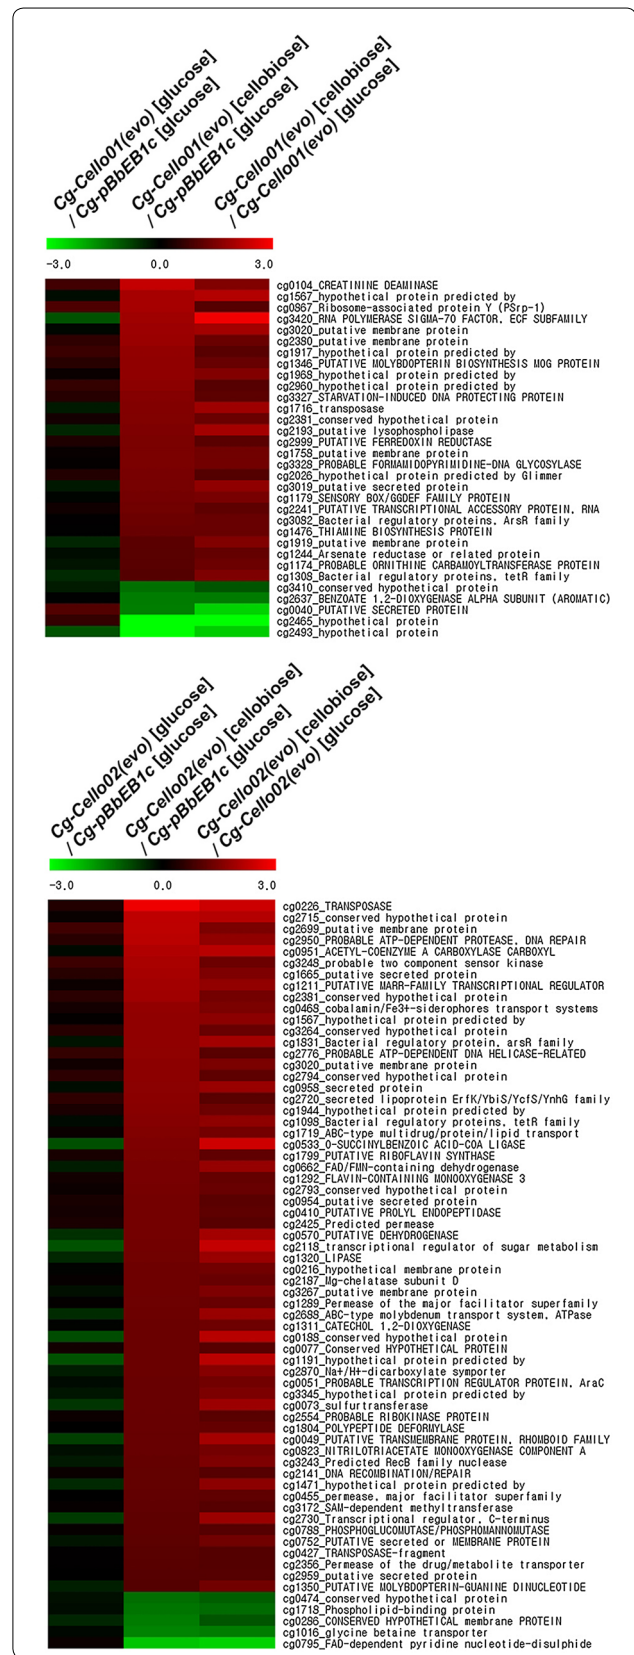 Cg-Cello01(evo) [glucose]
/ Cg-pBbEB1c [glcuose]
Cg-Cello01(evo) [cellobiose]
/ Cg-pBbEB1c [glucose]
Cg-Cello01(evo) [cellobiose]
/ Cg-Cello01(evo) [glucose]
-3.0 0.0 3.0
cg0104_CREATININE DEAMINASE
cg1567_hypothetical protein predicted by
cg0867_Ribosome-associated protein Y (PSrp-1)
cg3420_RNA POLYMERASE SIGMA-70 FACTOR, ECF SUBFAMILY
cg3020_putative membrane protein
cg2380_putative membrane protein
cg1917_hypothetical protein predicted by
cg1346_PUTATIVE MOLYBDOPTERIN BIOSYNTHESIS MOG PROTEIN
cg1968_hypothetical protein predicted by
cg2960_hypothetical protein predicted by
cg3327_STARVATION-INDUCED DNA PROTECTING PROTEIN
cg1716_transposase
cg2381_conserved hypothetical protein
cg2193_putative lysophospholipase
cg2999_PUTATIVE FERREDOXIN REDUCTASE
cg1758_putative membrane protein
cg3328_PROBABLE FORMAMIDOPYRIMIDINE-DNA GLYCOSYLASE
cg2026_hypothetical protein predicted by Glimmer
cg3019_putative secreted protein
cg1179_SENSORY BOX/GGDEF FAMILY PROTEIN
cg2241_PUTATIVE TRANSCRIPTIONAL ACCESSORY PROTEIN, RNA
cg3082_Bacterial regulatory proteins, ArsR family
cg1476_THIAMINE BIOSYNTHESIS PROTEIN
cg1919_putative membrane protein
cg1244_Arsenate reductase or related protein
cg1174_PROBABLE ORNITHINE CARBAMOYLTRANSFERASE PROTEIN
cg1308_Bacterial regulatory proteins, tetR family
cg3410_conserved hypothetical protein
cg2637_BENZOATE 1,2-DIOXYGENASE ALPHA SUBUNIT (AROMATIC)
cg0040_PUTATIVE SECRETED PROTEIN
cg2465_hypothetical protein
cg2493_hypothetical protein
Cg-Cello02(evo) [glucose]
/ Cg-pBbEB1c [glucose]
Cg-Cello02(evo) [cellobiose]
/ Cg-pBbEB1c [glucose]
Cg-Cello02(evo) [cellobiose]
/ Cg-Cello02(evo) [glucose]
-3.0 0.0 3.0
cg0226_TRANSPOSASE
cg2715_conserved hypothetical protein
cg2699_putative membrane protein
cg2950_PROBABLE ATP-DEPENDENT PROTEASE, DNA REPAIR
cg0951_ACETYL-COENZYME A CARBOXYLASE CARBOXYL
cg3248_probable two component sensor kinase
cg1665_putative secreted protein
cg1211_PUTATIVE MARR-FAMILY TRANSCRIPTIONAL REGULATOR
cg2381_conserved hypothetical protein
cg0468_cobalamin/Fe3+-siderophores transport systems
cg1567_hypothetical protein predicted by
cg3264_conserved hypothetical protein
cg1831_Bacterial regulatory protein, arsR family
cg2776_PROBABLE ATP-DEPENDENT DNA HELICASE-RELATED
cg3020_putative membrane protein
cg2794_conserved hypothetical protein
cg0958_secreted protein
cg2720_secreted lipoprotein ErfK/YbiS/YcfS/YnhG family
cg1944_hypothetical protein predicted by
cg1098_Bacterial regulatory proteins, tetR family
cg1719_ABC-type multidrug/protein/lipid transport
cg0533_O-SUCCINYLBENZOIC ACID-COA LIGASE
cg1799_PUTATIVE RIBOFLAVIN SYNTHASE
cg0662_FAD/FMN-containing dehydrogenase
cg1292_FLAVIN-CONTAINING MONOOXYGENASE 3
cg2793_conserved hypothetical protein
cg0954_putative secreted protein
cg0410_PUTATIVE PROLYL ENDOPEPTIDASE
cg2425_Predicted permease
cg0570_PUTATIVE DEHYDROGENASE
cg2118_transcriptional regulator of sugar metabolism
cg1320_LIPASE
cg0216_hypothetical membrane protein
cg2187_Mg-chelatase subunit D
cg3267_putative membrane protein
cg1289_Permease of the major facilitator superfamily
cg2688_ABC-type molybdenum transport system, ATPase
cg1311_CATECHOL 1,2-DIOXYGENASE
cg0188_conserved hypothetical protein
cg0077_Conserved HYPOTHETICAL PROTEIN
cg1191_hypothetical protein predicted by
cg2870_Na+/H+-dicarboxylate symporter
cg0051_PROBABLE TRANSCRIPTION REGULATOR PROTEIN, AraC
cg3345_hypothetical protein predicted by
cg0073_sulfurtransferase
cg2554_PROBABLE RIBOKINASE PROTEIN
cg1804_POLYPEPTIDE DEFORMYLASE
cg0049_PUTATIVE TRANSMEMBRANE PROTEIN, RHOMBOID FAMILY
cg0823_NITRILOTRIACETATE MONOOXYGENASE COMPONENT A
cg3243_Predicted RecB family nuclease
cg2141_DNA RECOMBINATION/REPAIR
cg1471_hypothetical protein predicted by
cg0455_permease, major facilitator superfamily
cg3172_SAM-dependent methyltransferase
cg2730_Transcriptional regulator, C-terminus
cg0788_PHOSPHOGLUCOMUTASE/PHOSPHOMANNOMUTASE
cg0752_PUTATIVE secreted or MEMBRANE PROTEIN
cg0427_TRANSPOSASE-fragment
cg2356_Permease of the drug/metabolite transporter
cg2959_putative secreted protein
cg1350_PUTATIVE MOLYBDOPTERIN-GUANINE DINUCLEOTIDE
cg0474_conserved hypothetical protein
cg1718_Phospholipid-binding protein
cg0286_CONSERVED HYPOTHETICAL membrane PROTEIN
cg1016_glycine betaine transporter
cg0795_FAD-dependent pyridine nucleotide-disulphide